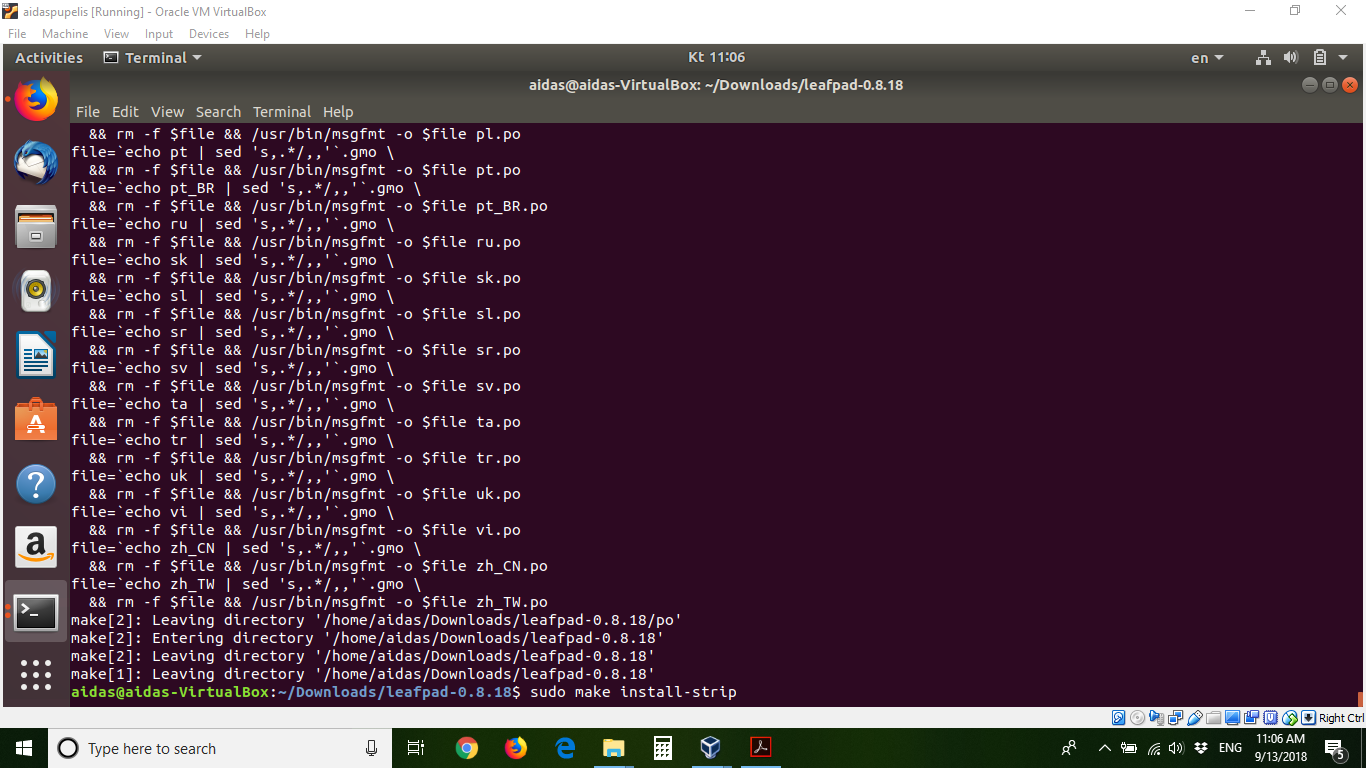 aidaspupelis [Running] - Oracle VM VirtualBox
File Machine View Input Devices Help
Activities Terminal Kt 11:06 en
aidas@aidas-VirtualBox: ~/Downloads/leafpad-0.8.18
File Edit View Search Terminal Help
  && rm -f $file && /usr/bin/msgfmt -o $file pl.po
file=`echo pt | sed 's,.*/,,'`.gmo \
  && rm -f $file && /usr/bin/msgfmt -o $file pt.po
file=`echo pt_BR | sed 's,.*/,,'`.gmo \
  && rm -f $file && /usr/bin/msgfmt -o $file pt_BR.po
file=`echo ru | sed 's,.*/,,'`.gmo \
  && rm -f $file && /usr/bin/msgfmt -o $file ru.po
file=`echo sk | sed 's,.*/,,'`.gmo \
  && rm -f $file && /usr/bin/msgfmt -o $file sk.po
file=`echo sl | sed 's,.*/,,'`.gmo \
  && rm -f $file && /usr/bin/msgfmt -o $file sl.po
file=`echo sr | sed 's,.*/,,'`.gmo \
  && rm -f $file && /usr/bin/msgfmt -o $file sr.po
file=`echo sv | sed 's,.*/,,'`.gmo \
  && rm -f $file && /usr/bin/msgfmt -o $file sv.po
file=`echo ta | sed 's,.*/,,'`.gmo \
  && rm -f $file && /usr/bin/msgfmt -o $file ta.po
file=`echo tr | sed 's,.*/,,'`.gmo \
  && rm -f $file && /usr/bin/msgfmt -o $file tr.po
file=`echo uk | sed 's,.*/,,'`.gmo \
  && rm -f $file && /usr/bin/msgfmt -o $file uk.po
file=`echo vi | sed 's,.*/,,'`.gmo \
  && rm -f $file && /usr/bin/msgfmt -o $file vi.po
file=`echo zh_CN | sed 's,.*/,,'`.gmo \
  && rm -f $file && /usr/bin/msgfmt -o $file zh_CN.po
file=`echo zh_TW | sed 's,.*/,,'`.gmo \
  && rm -f $file && /usr/bin/msgfmt -o $file zh_TW.po
make[2]: Leaving directory '/home/aidas/Downloads/leafpad-0.8.18/po'
make[2]: Entering directory '/home/aidas/Downloads/leafpad-0.8.18'
make[2]: Leaving directory '/home/aidas/Downloads/leafpad-0.8.18'
make[1]: Leaving directory '/home/aidas/Downloads/leafpad-0.8.18'
aidas@aidas-VirtualBox:~/Downloads/leafpad-0.8.18$ sudo make install-strip
Right Ctrl
Type here to search
ENG
11:06 AM
9/13/2018
5